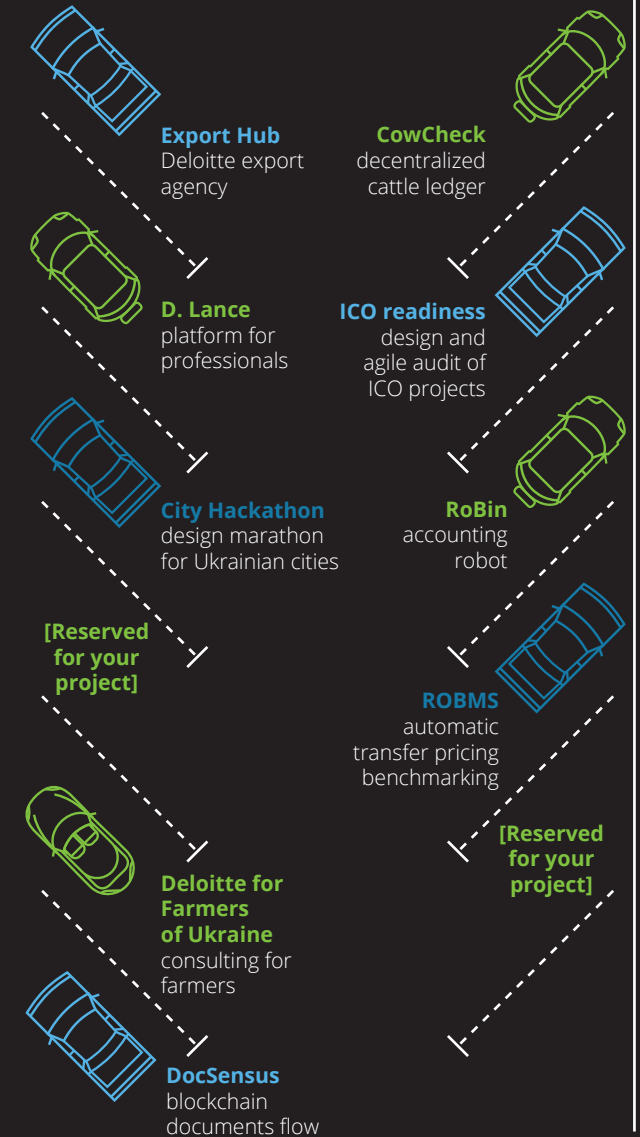 Export Hub
Deloitte export
agency
D. Lance
platform for
professionals
City Hackathon
design marathon
for Ukrainian cities
[Reserved
for your
project]
Deloitte for
Farmers
of Ukraine
consulting for
farmers
DocSensus
blockchain
documents flow
CowCheck
decentralized
cattle ledger
ICO readiness
design and
agile audit of
ICO projects
RoBin
accounting
robot
ROBMS
automatic
transfer pricing
benchmarking
[Reserved
for your
project]